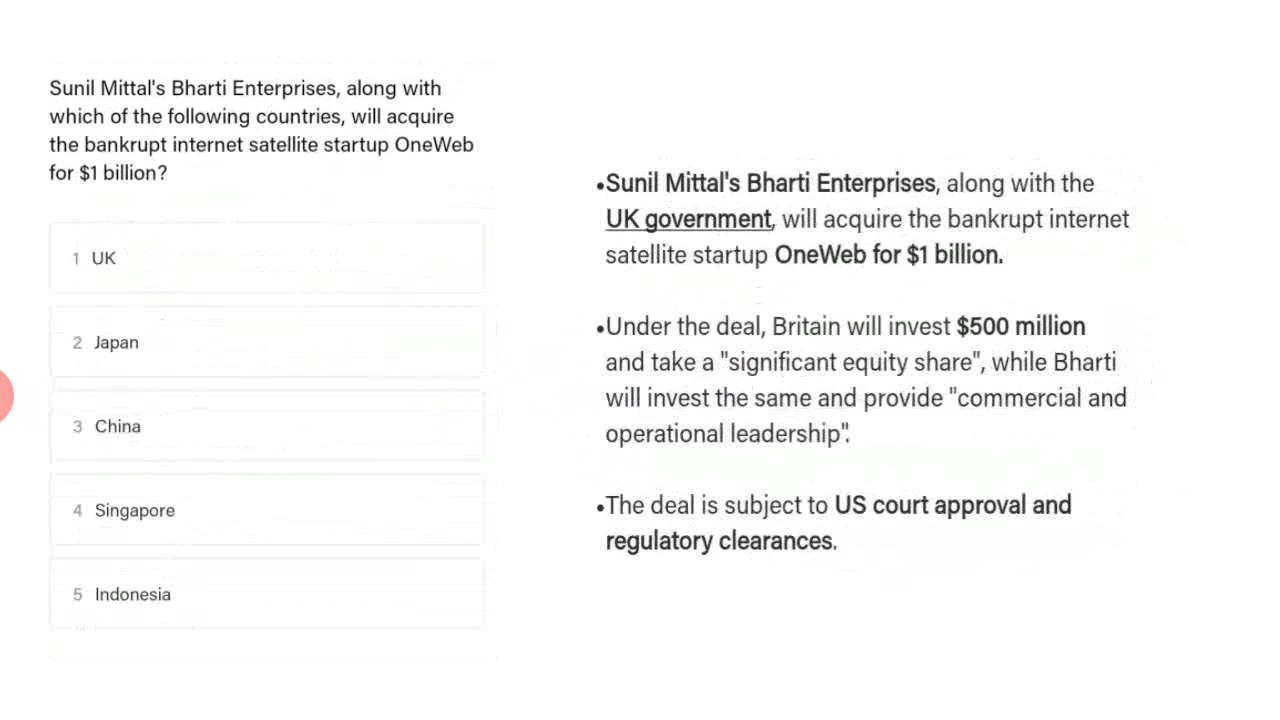 Sunil Mittal's Bharti Enterprises, along with
which of the following countries, will acquire
the bankrupt internet satellite startup OneWeb
for $1 billion?
1 UK
2 Japan
3 China
4 Singapore
5 Indonesia
•Sunil Mittal's Bharti Enterprises, along with the
UK government, will acquire the bankrupt internet
satellite startup OneWeb for $1 billion.
•Under the deal, Britain will invest $500 million
and take a "significant equity share", while Bharti
will invest the same and provide "commercial and
operational leadership".
•The deal is subject to US court approval and
regulatory clearances.